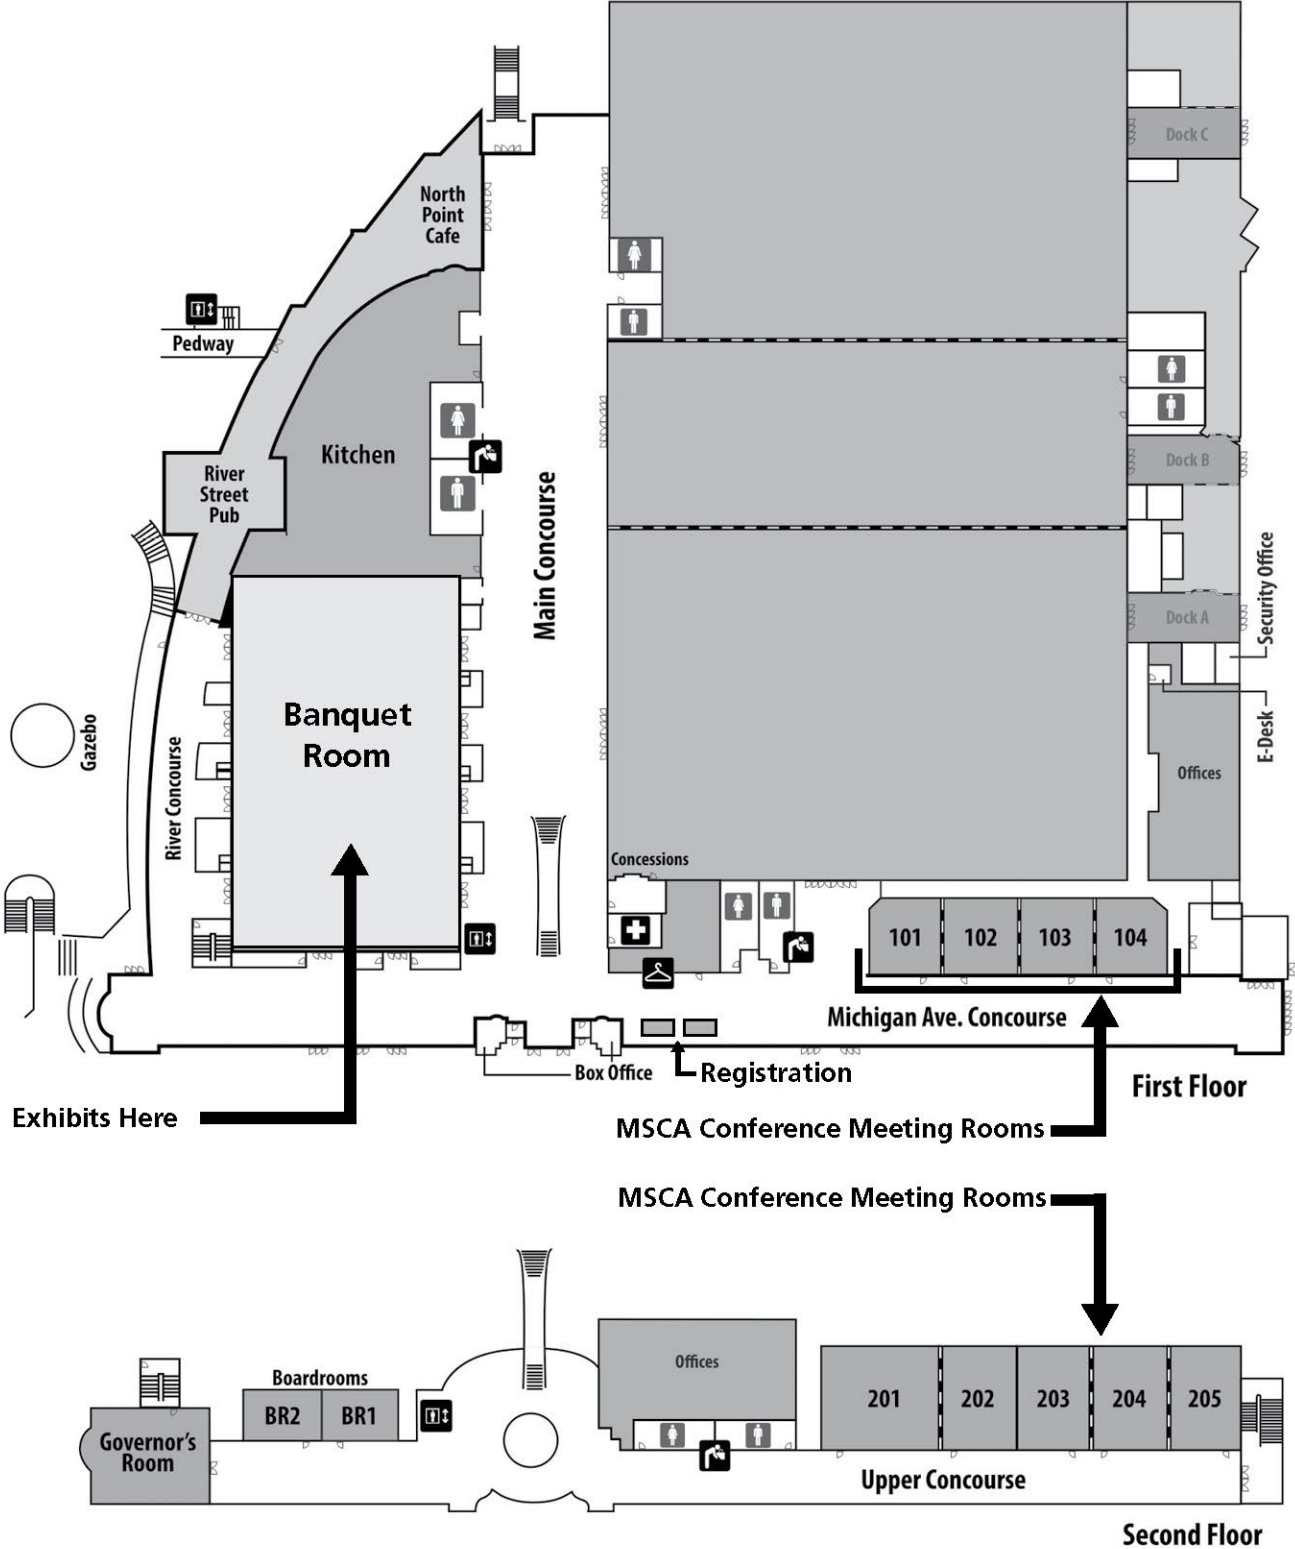 Dock C
North
Point
Cafe
Pedway
Kitchen
River
Street
Pub
Main Concourse
Dock B
Security Office
Dock A
Banquet
Room
Gazebo
River Concourse
E-Desk
Offices
Concessions
101
102
103
104
Michigan Ave. Concourse
Box Office
Registration
First Floor
Exhibits Here
MSCA Conference Meeting Rooms
MSCA Conference Meeting Rooms
Offices
Boardrooms
BR2
BR1
201
202
203
204
205
Governor's
Room
Upper Concourse
Second Floor